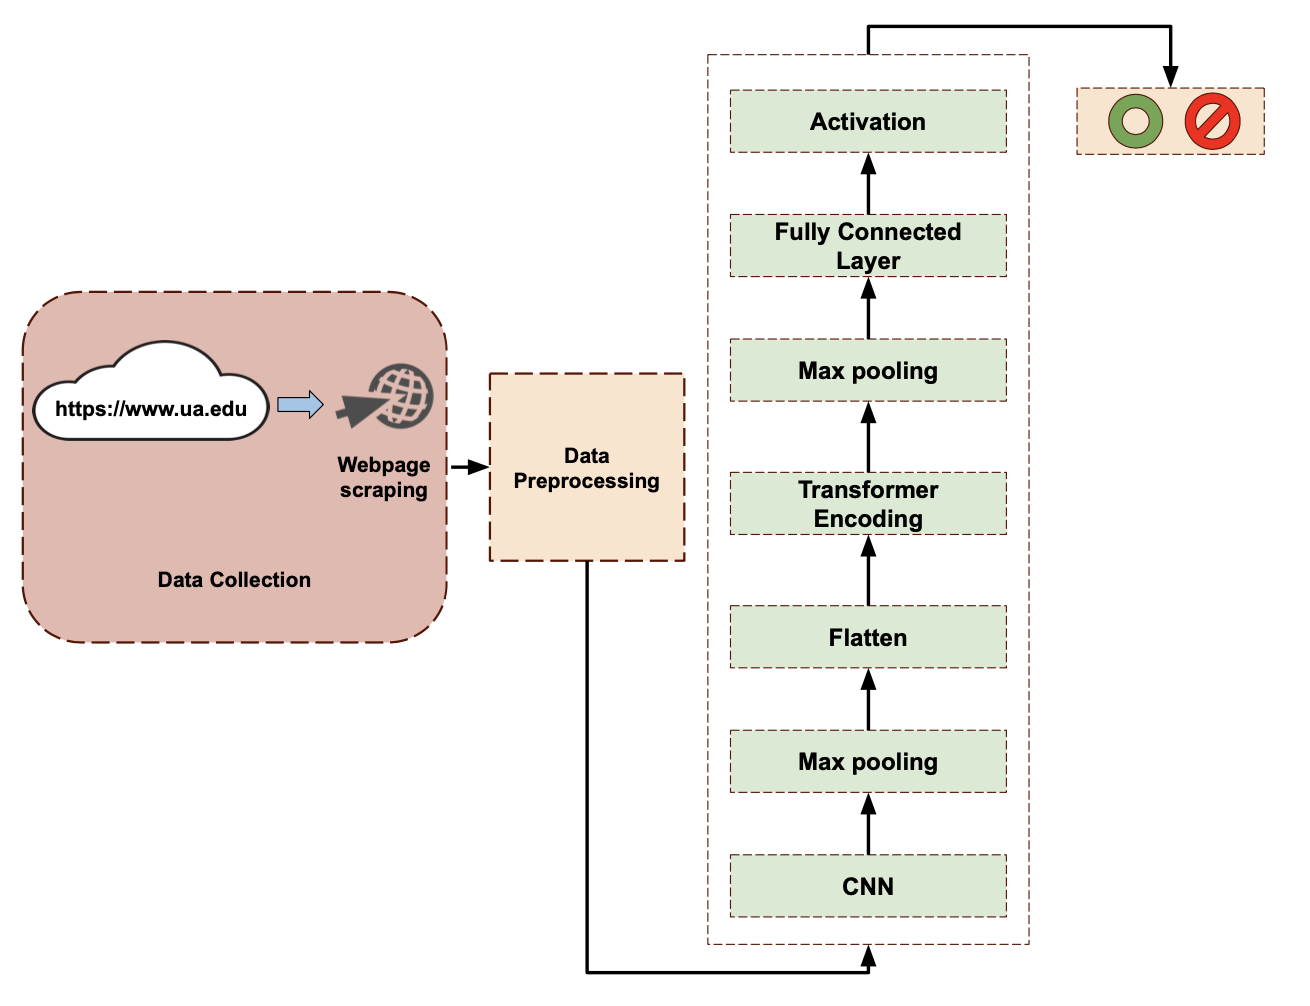 https://www.ua.edu
Webpage
scraping
Data Collection
Data
Preprocessing
Activation
Fully Connected
Layer
Max pooling
Transformer
Encoding
Flatten
Max pooling
CNN